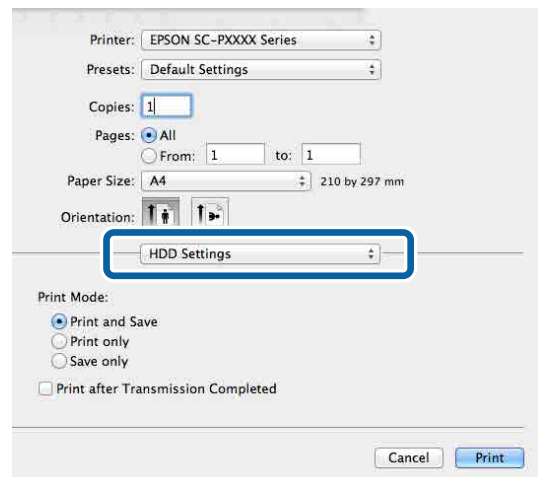 Printer: EPSON SC-PXXXX Series
Presets: Default Settings
Copies: 1
Pages: All
From: 1 to: 1
Paper Size: A4 210 by 297 mm
Orientation:
HDD Settings
Print Mode:
Print and Save
Print only
Save only
Print after Transmission Completed
Cancel Print